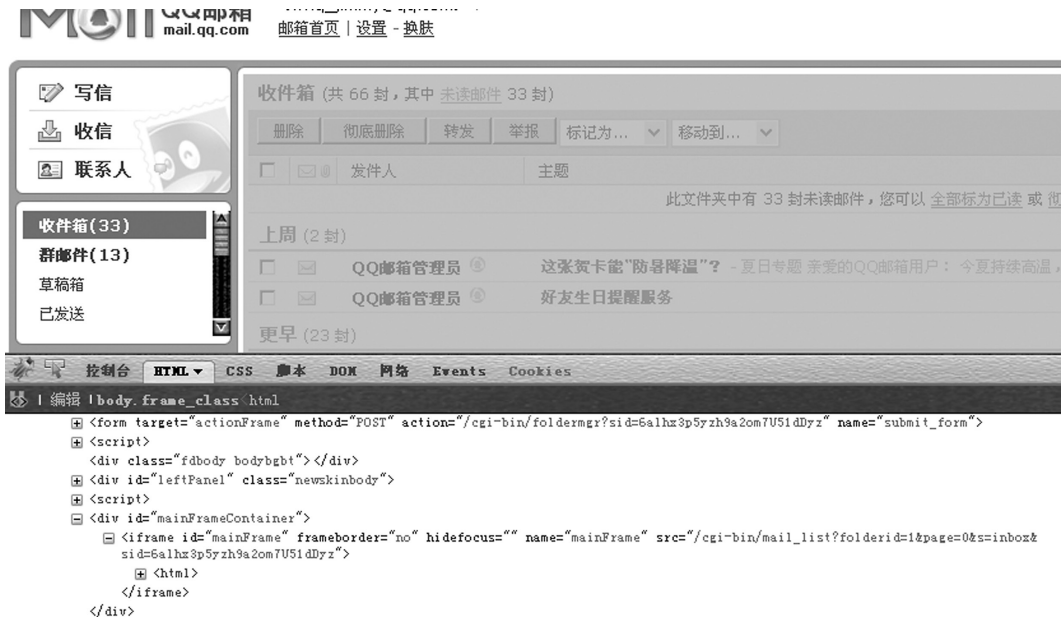 QQ邮箱
mail.qq.com
邮箱首页 | 设置 - 换肤
写信
收信
联系人
收件箱(33)
群邮件(13)
草稿箱
已发送
收件箱 (共 66 封，其中 未读邮件 33 封)
删除 彻底删除 转发 举报 标记为... 移动到...
发件人 主题
此文件夹中有 33 封未读邮件，您可以 全部标为已读 或 彻
上周 (2 封)
QQ邮箱管理员 这张贺卡能"防暑降温"？ - 夏日专题 亲爱的QQ邮箱用户： 今夏持续高温，
QQ邮箱管理员 好友生日提醒服务
更早 (23 封)
控制台 HTML CSS 脚本 DOM 网络 Events Cookies
编辑 body.frame_class < html
<form target="actionFrame" method="POST" action="/cgi-bin/foldermgr?sid=6alhz3p5yzh9a2om7U51dDyz" name="submit_form">
<script>
<div class="fdbody bodybgbt"></div>
<div id="leftPanel" class="newskinbody">
<script>
<div id="mainFrameContainer">
<iframe id="mainFrame" frameborder="no" hidefocus="" name="mainFrame" src="/cgi-bin/mail_list?folderid=1&page=0&s=inbox&
sid=6alhz3p5yzh9a2om7U51dDyz">
<html>
</iframe>
</div>